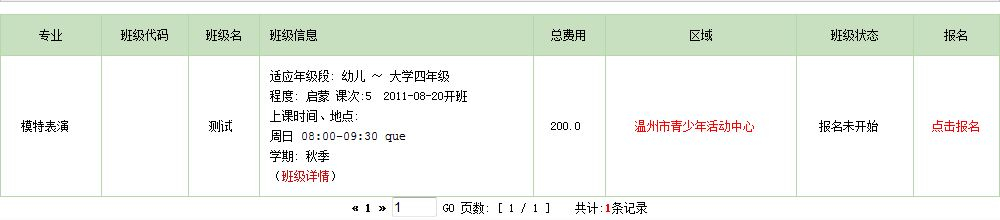 专业 班级代码 班级名 班级信息 总费用 区域 班级状态 报名
适应年级段: 幼儿 ～ 大学四年级
程度: 启蒙 课次:5 2011-08-20开班
上课时间、地点:
模特表演 测试 周日 08:00-09:30 que 200.0 温州市青少年活动中心 报名未开始 点击报名
学期: 秋季
（班级详情）
« 1 » 1 GO 页数: [ 1 / 1 ] 共计:1条记录